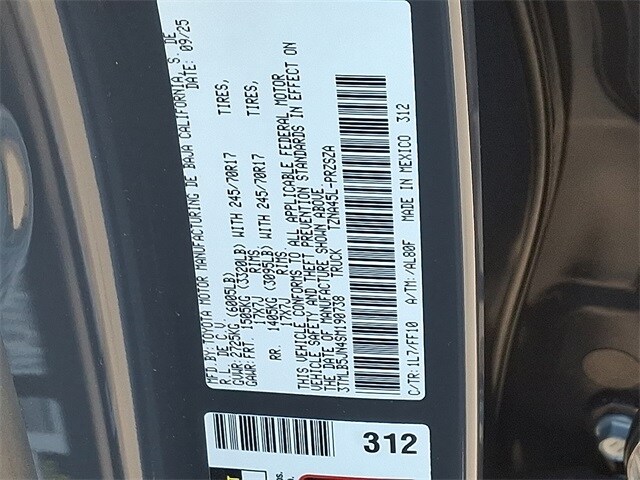 MFD.BY:TOYOTA MOTOR MANUFACTURING DE BAJA CALIFORNIA, S. DE
R. L. DE C.V. DATE: 09/25
GVWR:2725KG (6005LB)
GAWR:FRT. 1505KG (3320LB) WITH 245/70R17 TIRES,
17X7J RIMS
RR. 1405KG (3095LB) WITH 245/70R17 TIRES,
17X7J RIMS
THIS VEHICLE CONFORMS TO ALL APPLICABLE FEDERAL MOTOR
VEHICLE SAFETY AND THEFT PREVENTION STANDARDS IN EFFECT ON
THE DATE OF MANUFACTURE SHOWN ABOVE.
3TMLB5JN4SM190738 TRUCK TZNA45L-PRZSZA
C/TR:1L7/FF10 A/TM:/AL80F MADE IN MEXICO 312
312